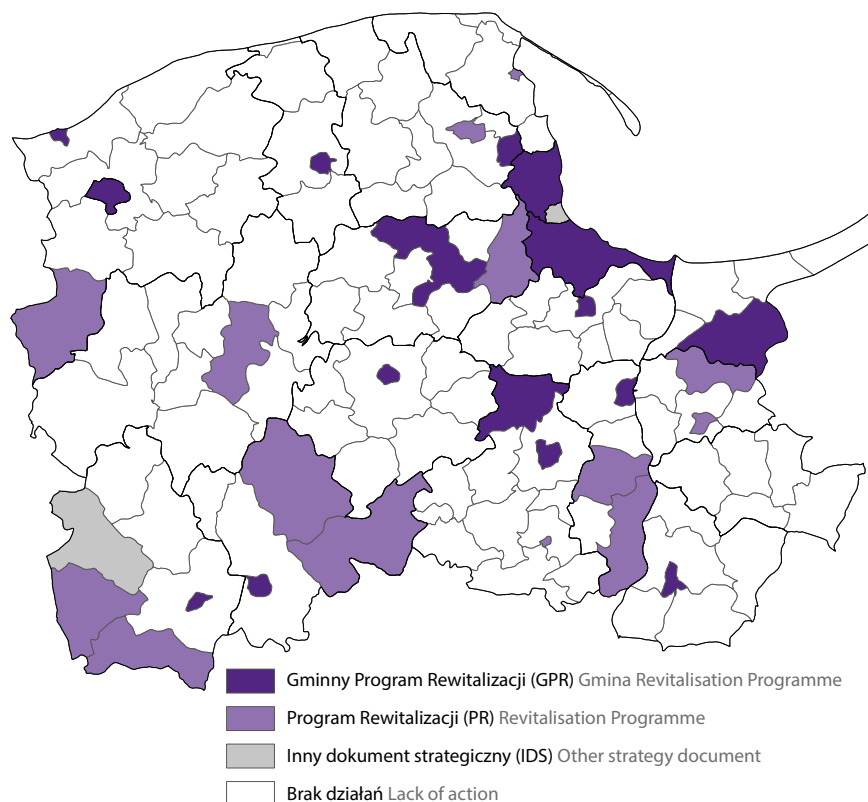 Gminny Program Rewitalizacji (GPR) Gmina Revitalisation Programme
Program Rewitalizacji (PR) Revitalisation Programme
Inny dokument strategiczny (IDS) Other strategy document
Brak działań Lack of action